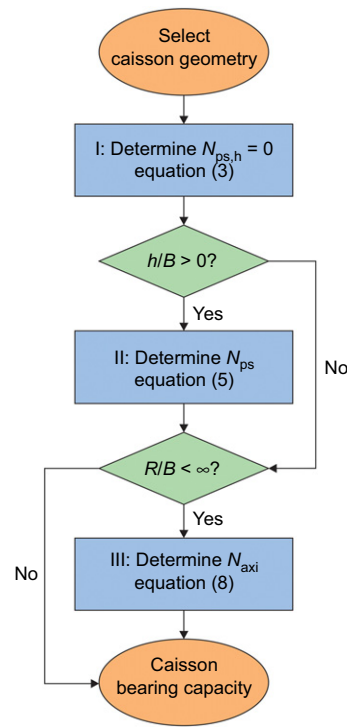 Select
caisson geometry
I: Determine Nps,h = 0
equation (3)
h/B > 0?
Yes
No
II: Determine Nps
equation (5)
R/B < ∞?
Yes
No
III: Determine Naxi
equation (8)
Caisson
bearing capacity